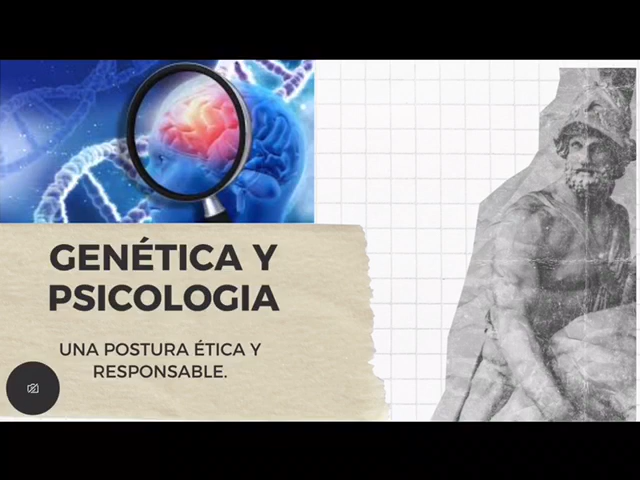 GENÉTICA Y
PSICOLOGIA
UNA POSTURA ÉTICA Y
RESPONSABLE.